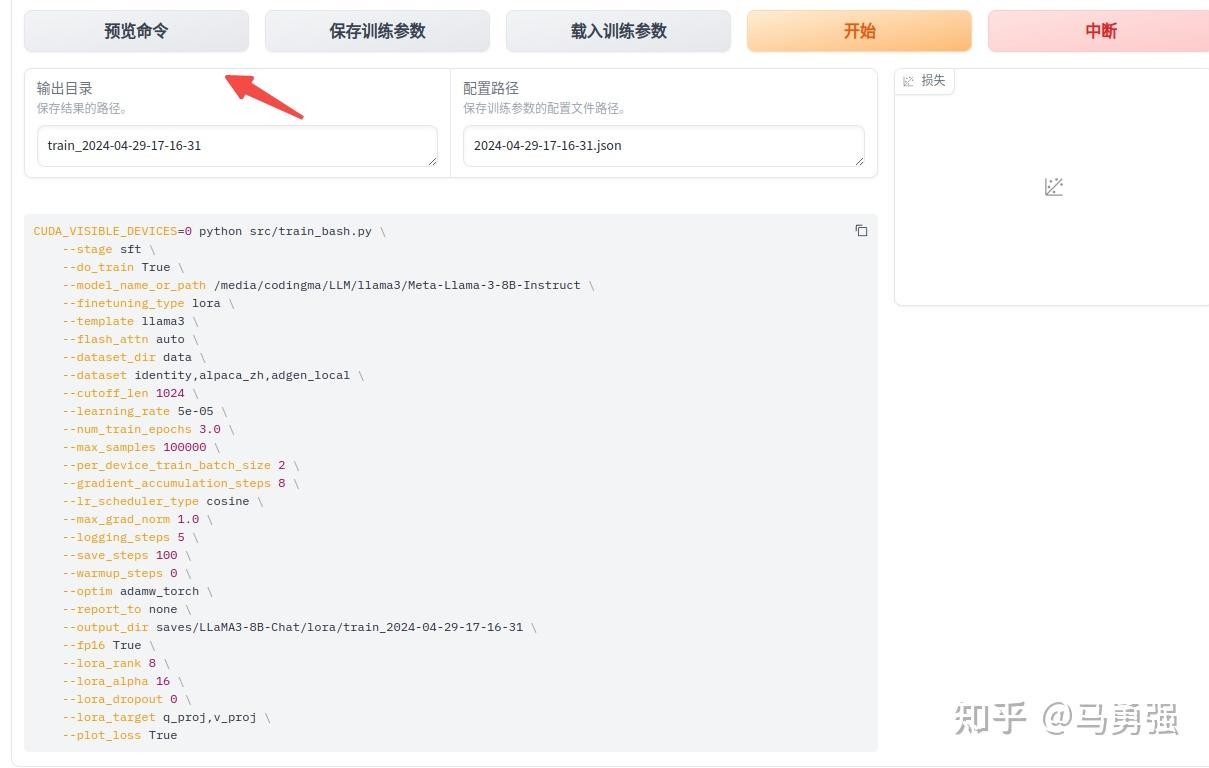 预览命令
保存训练参数
载入训练参数
开始
中断
输出目录
保存结果的路径。
train_2024-04-29-17-16-31
配置路径
保存训练参数的配置文件路径。
2024-04-29-17-16-31.json
损失
CUDA_VISIBLE_DEVICES=0 python src/train_bash.py \
--stage sft \
--do_train True \
--model_name_or_path /media/codingma/LLM/llama3/Meta-Llama-3-8B-Instruct \
--finetuning_type lora \
--template llama3 \
--flash_attn auto \
--dataset_dir data \
--dataset identity,alpaca_zh,adgen_local \
--cutoff_len 1024 \
--learning_rate 5e-05 \
--num_train_epochs 3.0 \
--max_samples 100000 \
--per_device_train_batch_size 2 \
--gradient_accumulation_steps 8 \
--lr_scheduler_type cosine \
--max_grad_norm 1.0 \
--logging_steps 5 \
--save_steps 100 \
--warmup_steps 0 \
--optim adamw_torch \
--report_to none \
--output_dir saves/LLaMA3-8B-Chat/lora/train_2024-04-29-17-16-31 \
--fp16 True \
--lora_rank 8 \
--lora_alpha 16 \
--lora_dropout 0 \
--lora_target q_proj,v_proj \
--plot_loss True
知乎 @马勇强